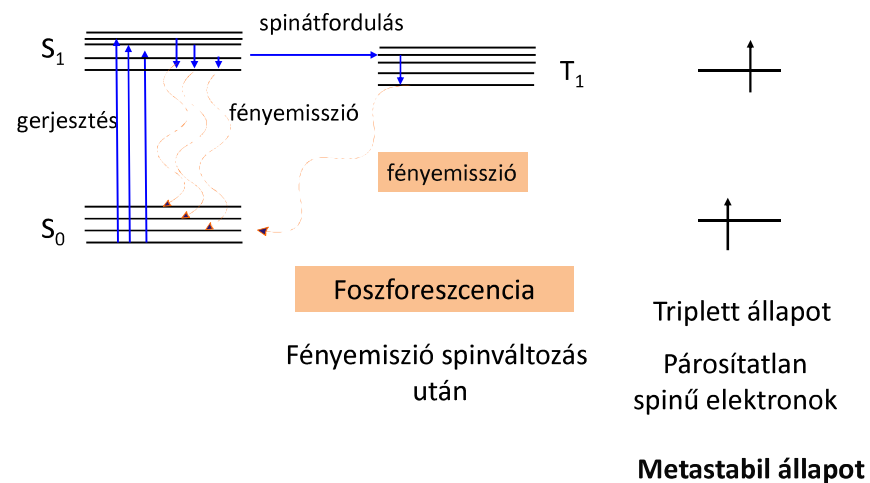 spinátfordulás
S1
T1
gerjesztés
fényemisszió
fényemisszió
S0
Foszforeszcencia
Fényemiszió spinváltozás
után
Triplett állapot
Párosítatlan
spinű elektronok
Metastabil állapot